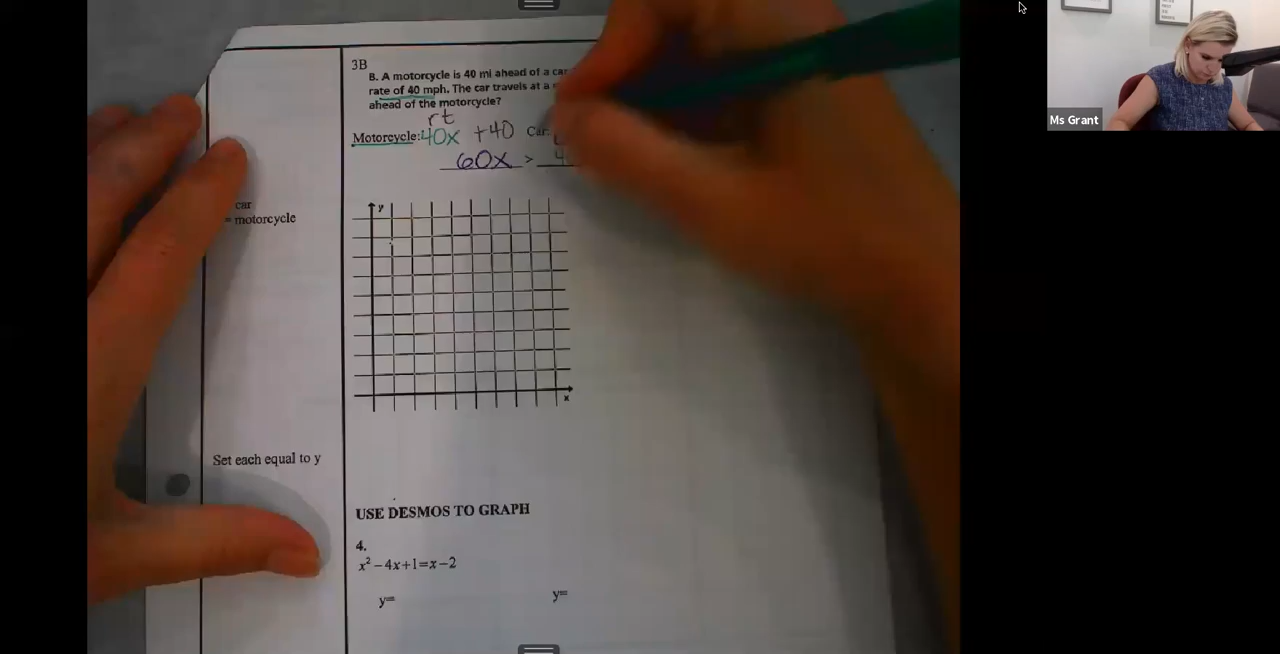 3B
B. A motorcycle is 40 mi ahead of a car
rate of 40 mph. The car travels at a
ahead of the motorcycle?
rt
Motorcycle: 40x +40 Car:
60x > 4
y
car
= motorcycle
x
Set each equal to y
USE DESMOS TO GRAPH
4.
x² – 4x+1=x–2
y= y=
Ms Grant